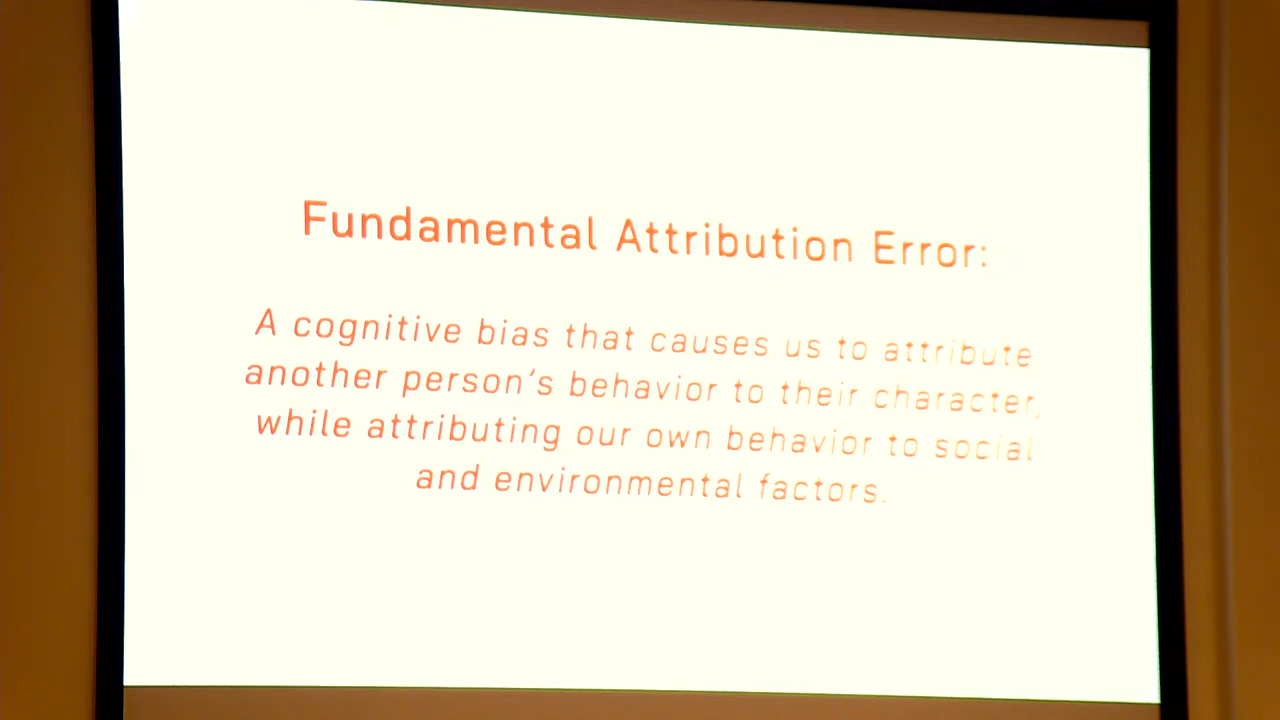 Fundamental Attribution Error:
A cognitive bias that causes us to attribute
another person's behavior to their character,
while attributing our own behavior to social
and environmental factors.